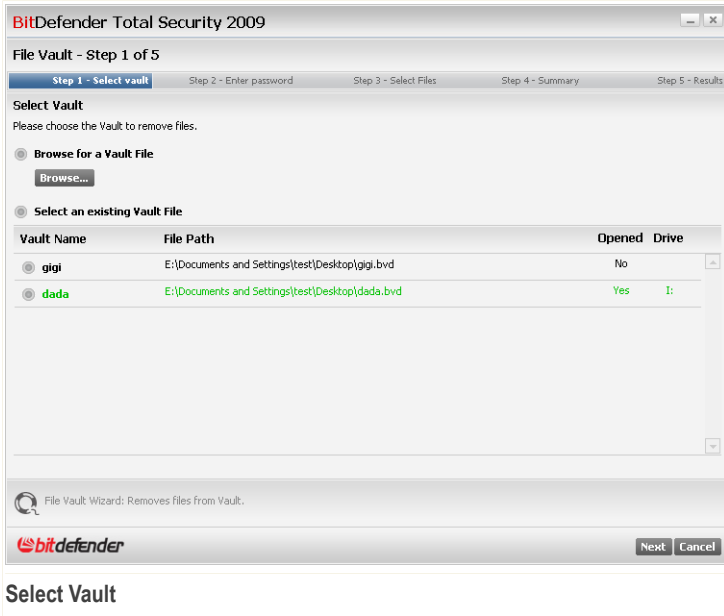 BitDefender Total Security 2009
File Vault - Step 1 of 5
Step 1 - Select vault Step 2 - Enter password Step 3 - Select Files Step 4 - Summary Step 5 - Results
Select Vault
Please choose the Vault to remove files.
Browse for a Vault File
Browse...
Select an existing Vault File
Vault Name File Path Opened Drive
gigi E:\Documents and Settings\test\Desktop\gigi.bvd No
dada E:\Documents and Settings\test\Desktop\dada.bvd Yes I:
File Vault Wizard: Removes files from Vault.
bitdefender
Next Cancel
Select Vault